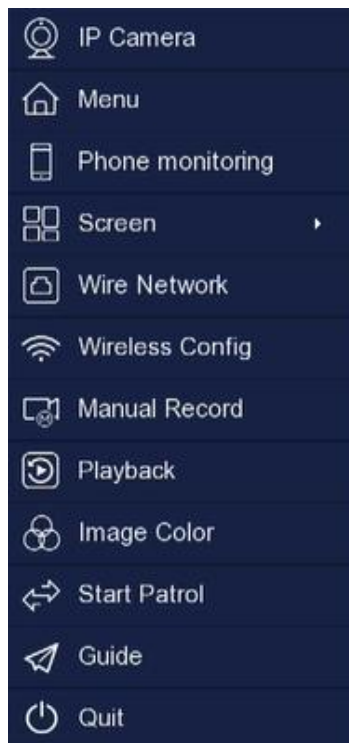 IP Camera
Menu
Phone monitoring
Screen
Wire Network
Wireless Config
Manual Record
Playback
Image Color
Start Patrol
Guide
Quit